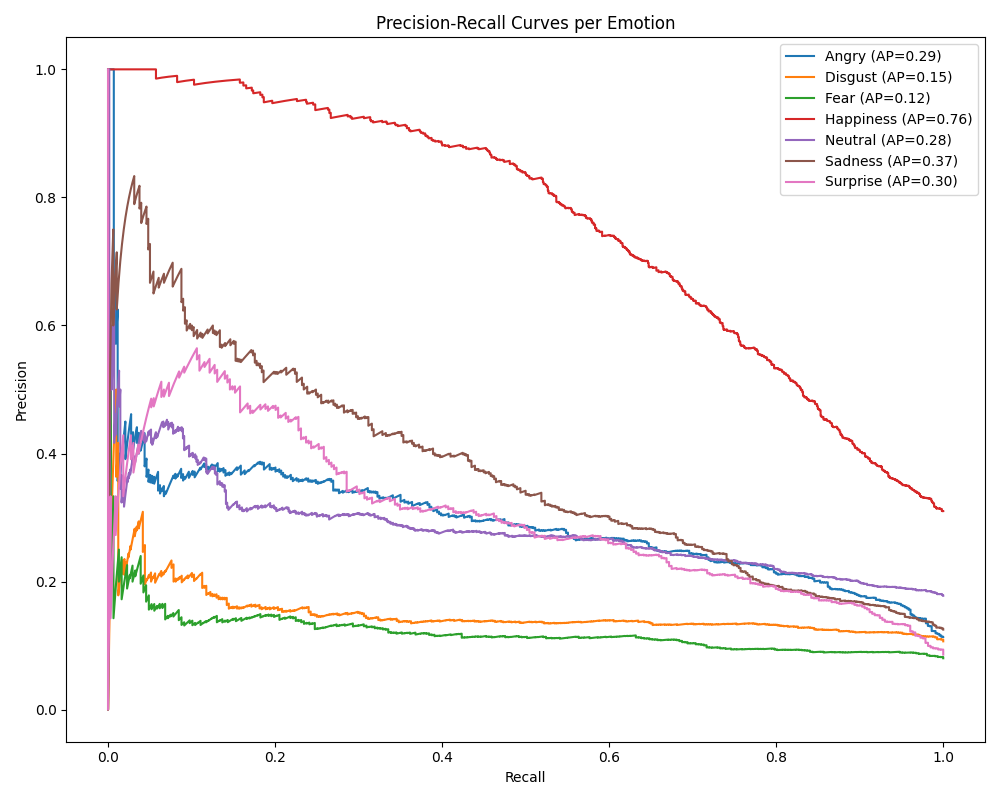 Precision-Recall Curves per Emotion
Angry (AP=0.29)
Disgust (AP=0.15)
Fear (AP=0.12)
Happiness (AP=0.76)
Neutral (AP=0.28)
Sadness (AP=0.37)
Surprise (AP=0.30)
1.0
0.8
0.6
0.4
0.2
0.0
Precision
0.0 0.2 0.4 0.6 0.8 1.0
Recall